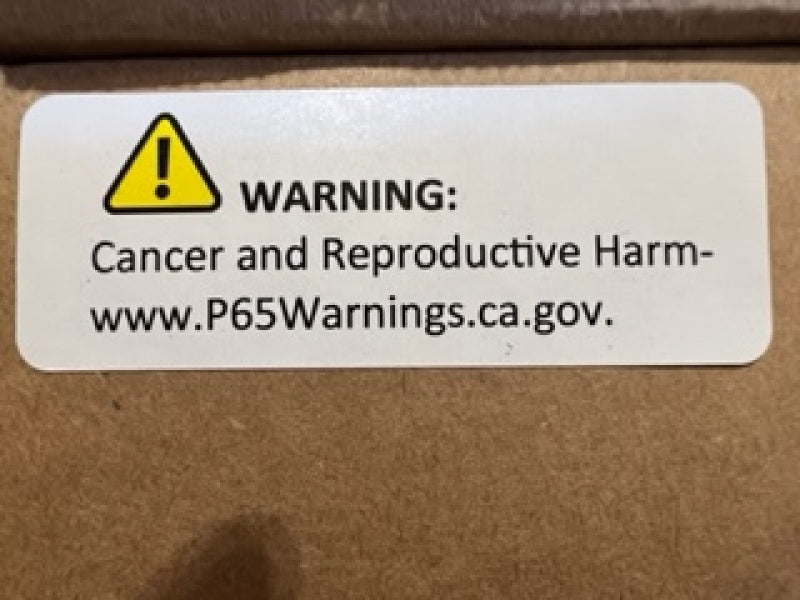 WARNING:
Cancer and Reproductive Harm-
www.P65Warnings.ca.gov.